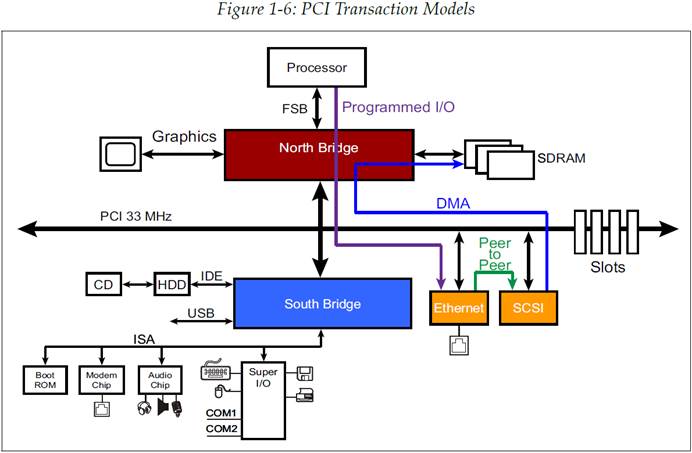 Figure 1-6: PCI Transaction Models
Processor
FSB
Programmed I/O
Graphics
North Bridge
SDRAM
DMA
PCI 33 MHz
Peer
to
Peer
Slots
CD
HDD
IDE
South Bridge
Ethernet
SCSI
USB
ISA
Boot
ROM
Modem
Chip
Audio
Chip
Super
I/O
COM1
COM2